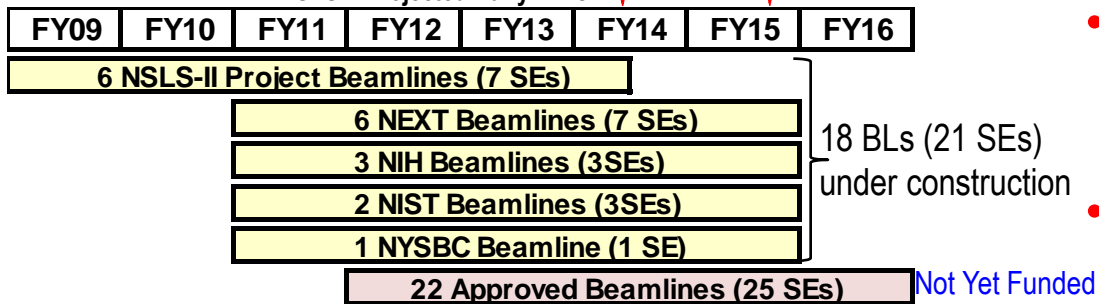 FY09 FY10 FY11 FY12 FY13 FY14 FY15 FY16
6 NSLS-II Project Beamlines (7 SEs)
6 NEXT Beamlines (7 SEs)
3 NIH Beamlines (3SEs)
2 NIST Beamlines (3SEs)
1 NYSBC Beamline (1 SE)
18 BLs (21 SEs)
under construction
22 Approved Beamlines (25 SEs)
Not Yet Funded